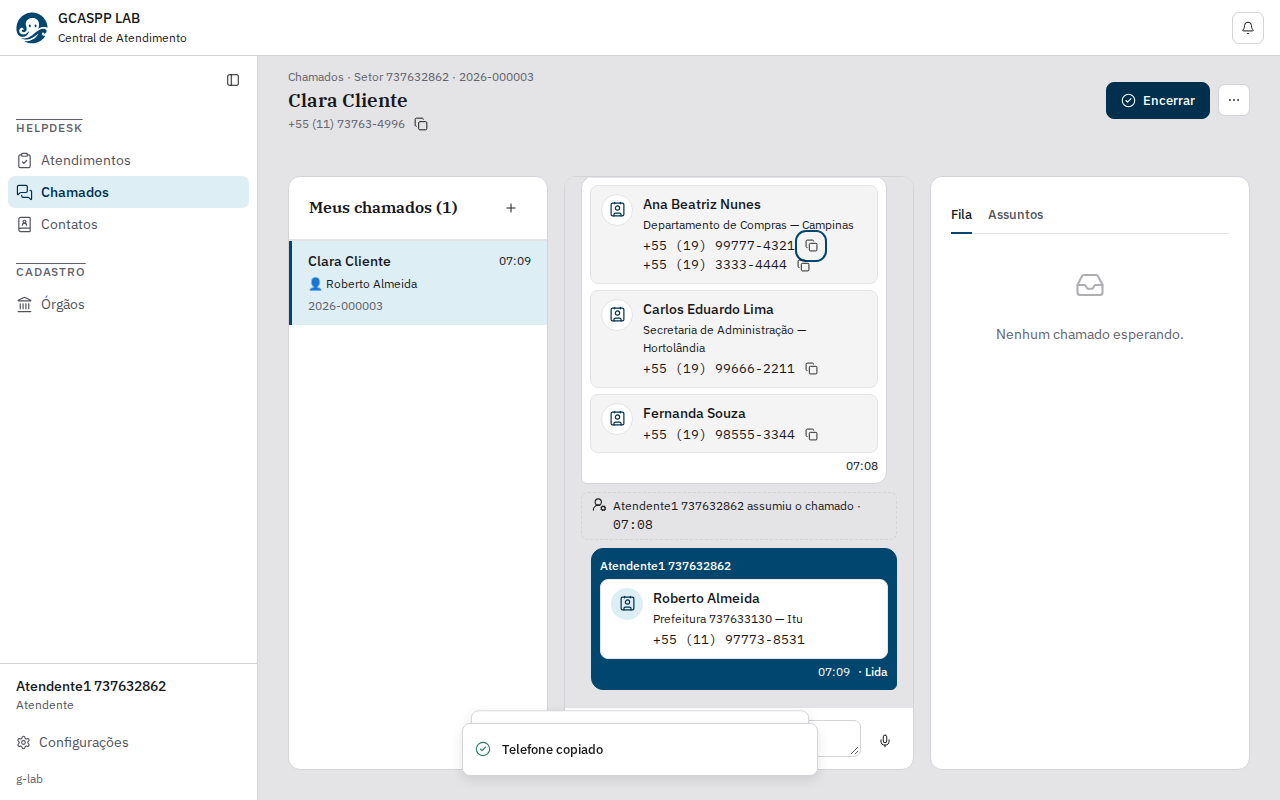 GCASPP LAB
Central de Atendimento
HELPDESK
Atendimentos
Chamados
Contatos
CADASTRO
Órgãos
Atendente1 737632862
Atendente
Configurações
g-lab
Chamados · Setor 737632862 · 2026-000003
Clara Cliente
+55 (11) 73763-4996
Encerrar
Meus chamados (1)
Clara Cliente
07:09
👤 Roberto Almeida
2026-000003
Ana Beatriz Nunes
Departamento de Compras — Campinas
+55 (19) 99777-4321
+55 (19) 3333-4444
Carlos Eduardo Lima
Secretaria de Administração —
Hortolândia
+55 (19) 99666-2211
Fernanda Souza
+55 (19) 98555-3344
07:08
Atendente1 737632862 assumiu o chamado ·
07:08
Atendente1 737632862
Roberto Almeida
Prefeitura 737633130 — Itu
+55 (11) 97773-8531
07:09 · Lida
Telefone copiado
Fila
Assuntos
Nenhum chamado esperando.